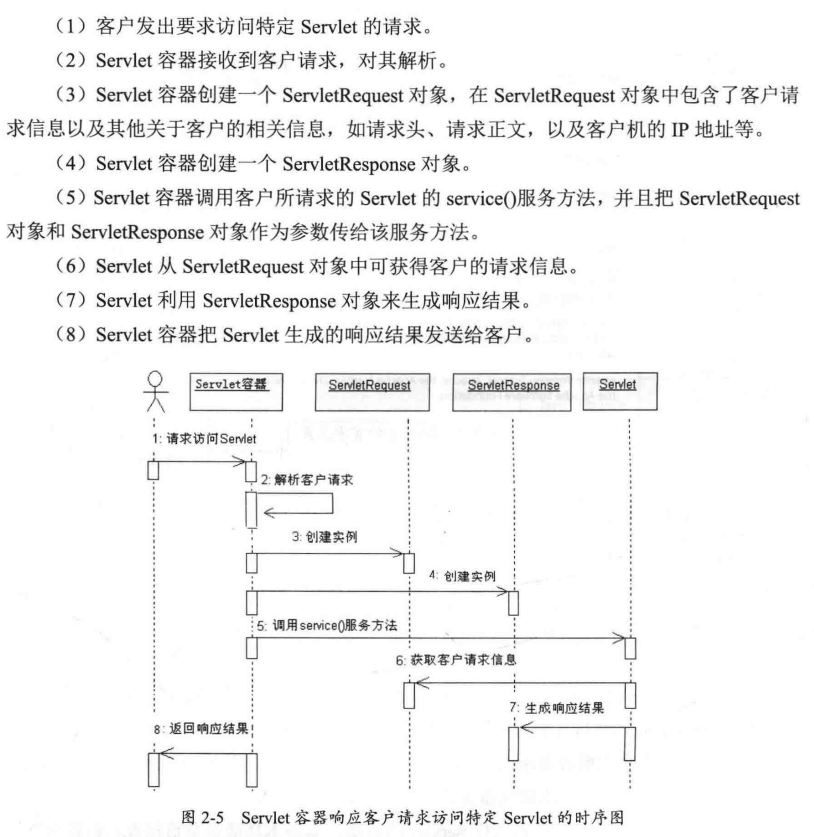 （1）客户发出要求访问特定 Servlet 的请求。
（2）Servlet 容器接收到客户请求，对其解析。
（3）Servlet 容器创建一个 ServletRequest 对象，在 ServletRequest 对象中包含了客户请
求信息以及其他关于客户的相关信息，如请求头、请求正文，以及客户机的 IP 地址等。
（4）Servlet 容器创建一个 ServletResponse 对象。
（5）Servlet 容器调用客户所请求的 Servlet 的 service()服务方法，并且把 ServletRequest
对象和 ServletResponse 对象作为参数传给该服务方法。
（6）Servlet 从 ServletRequest 对象中可获得客户的请求信息。
（7）Servlet 利用 ServletResponse 对象来生成响应结果。
（8）Servlet 容器把 Servlet 生成的响应结果发送给客户。
Servlet容器 ServletRequest ServletResponse Servlet
1: 请求访问Servlet
2: 解析客户请求
3: 创建实例
4: 创建实例
5: 调用service()服务方法
6: 获取客户请求信息
7: 生成响应结果
8: 返回响应结果
图 2-5 Servlet 容器响应客户请求访问特定 Servlet 的时序图